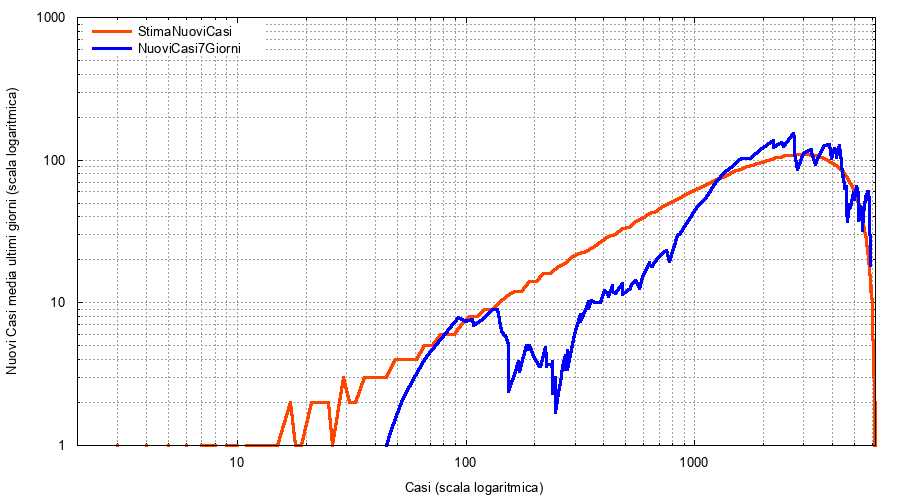 1000
StimaNuoviCasi
NuoviCasi7Giorni
100
10
1
Nuovi Casi media ultimi giorni (scala logaritmica)
10 100 1000
Casi (scala logaritmica)